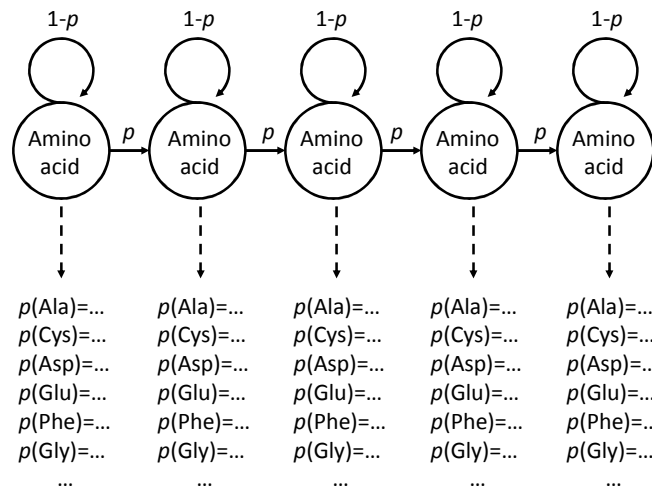 1-p 1-p 1-p 1-p 1-p
Amino acid p Amino acid p Amino acid p Amino acid p Amino acid
p(Ala)=... p(Ala)=... p(Ala)=... p(Ala)=... p(Ala)=...
p(Cys)=... p(Cys)=... p(Cys)=... p(Cys)=... p(Cys)=...
p(Asp)=... p(Asp)=... p(Asp)=... p(Asp)=... p(Asp)=...
p(Glu)=... p(Glu)=... p(Glu)=... p(Glu)=... p(Glu)=...
p(Phe)=... p(Phe)=... p(Phe)=... p(Phe)=... p(Phe)=...
p(Gly)=... p(Gly)=... p(Gly)=... p(Gly)=... p(Gly)=...
... ... ... ... ...